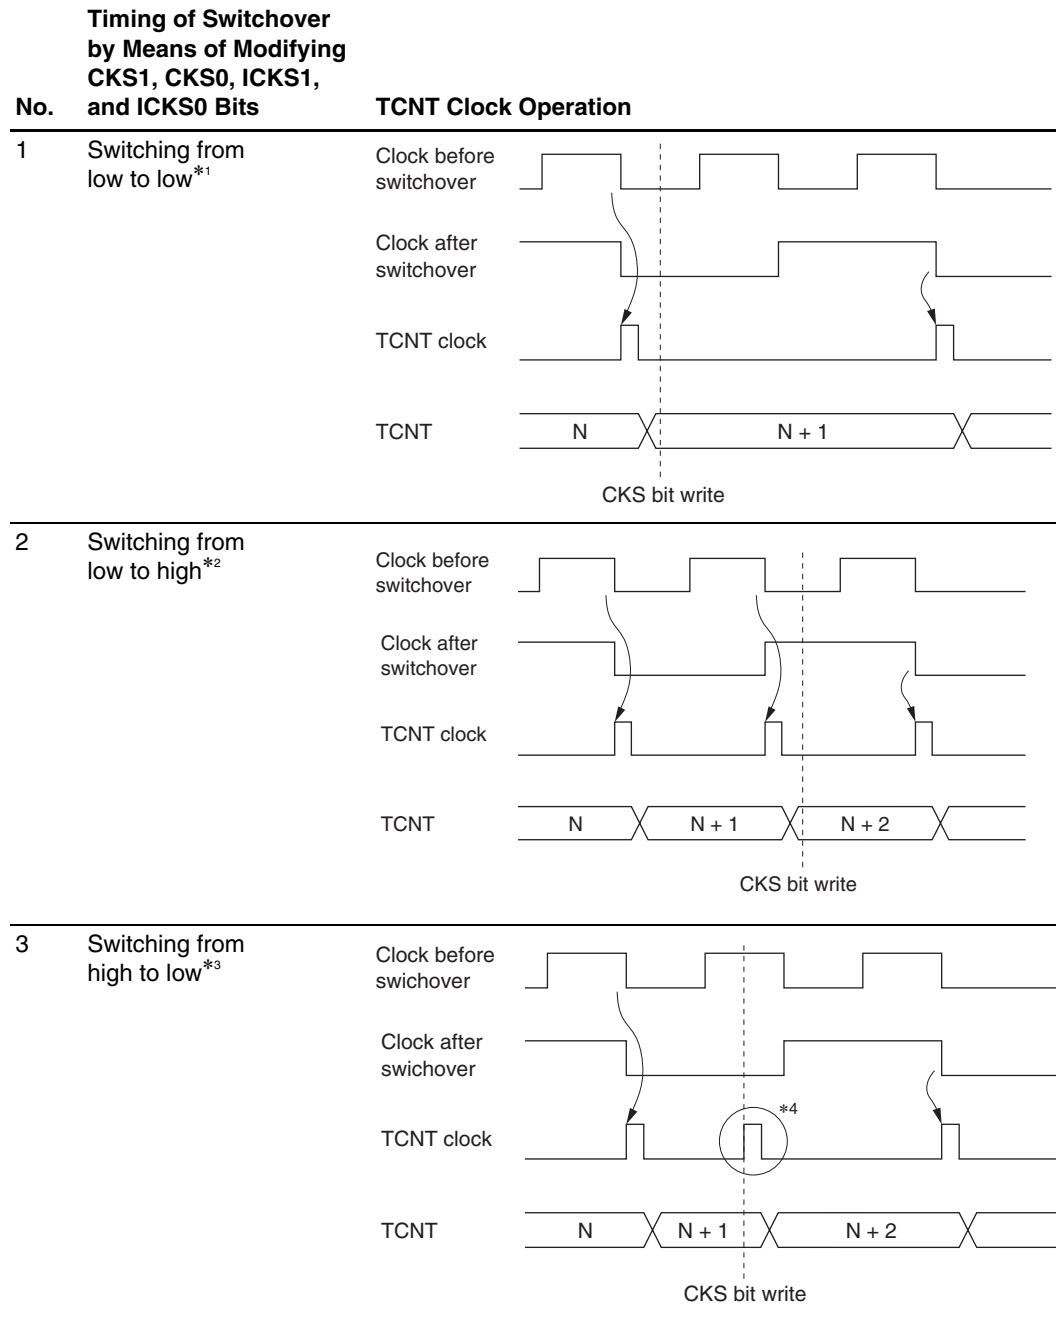 Timing of Switchover
by Means of Modifying
CKS1, CKS0, ICKS1,
No. and ICKS0 Bits TCNT Clock Operation
1 Switching from
low to low*1
Clock before
switchover
Clock after
switchover
TCNT clock
TCNT N N + 1
CKS bit write
2 Switching from
low to high*2
Clock before
switchover
Clock after
switchover
TCNT clock
TCNT N N + 1 N + 2
CKS bit write
3 Switching from
high to low*3
Clock before
swichover
Clock after
swichover
*4
TCNT clock
TCNT N N + 1 N + 2
CKS bit write